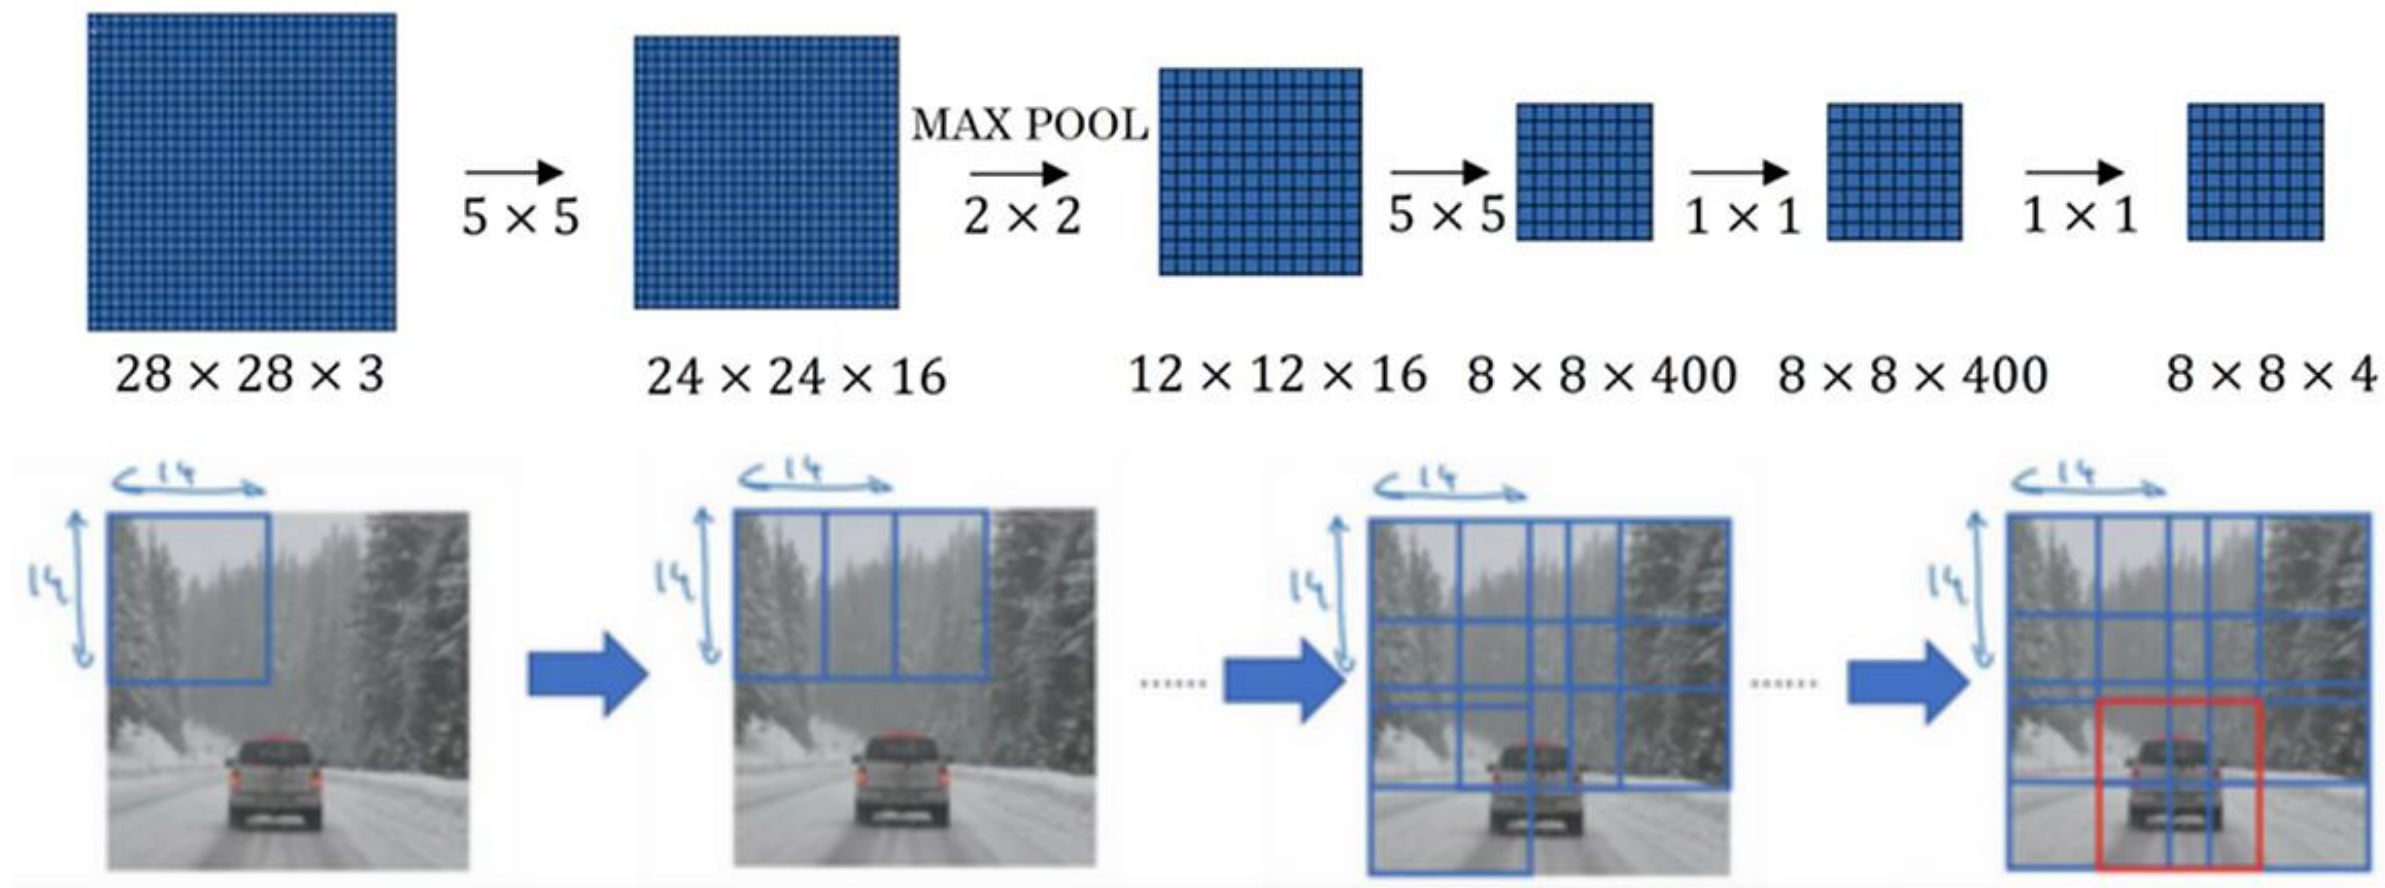 MAX POOL
5 × 5
2 × 2
5 × 5
1 × 1
1 × 1
28 × 28 × 3
24 × 24 × 16
12 × 12 × 16
8 × 8 × 400
8 × 8 × 400
8 × 8 × 4
14
14
14
14
14
14
14
14